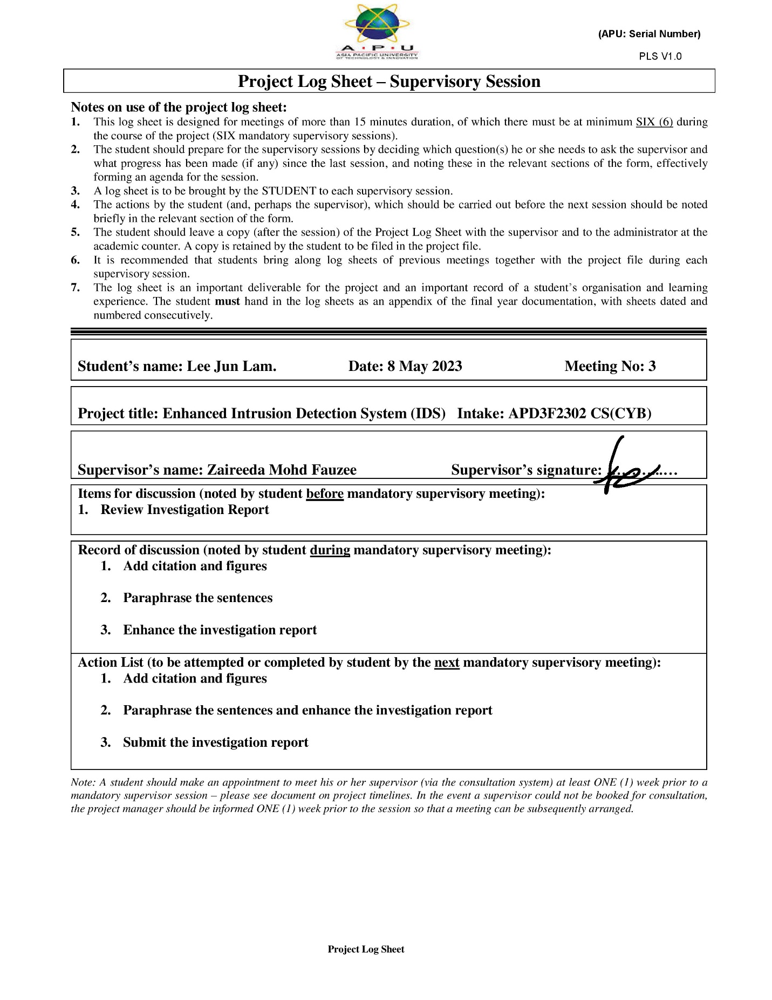 A · P · U
ASIA PACIFIC UNIVERSITY
OF TECHNOLOGY & INNOVATION
(APU: Serial Number)
PLS V1.0
Project Log Sheet – Supervisory Session
Notes on use of the project log sheet:
1. This log sheet is designed for meetings of more than 15 minutes duration, of which there must be at minimum SIX (6) during
the course of the project (SIX mandatory supervisory sessions).
2. The student should prepare for the supervisory sessions by deciding which question(s) he or she needs to ask the supervisor and
what progress has been made (if any) since the last session, and noting these in the relevant sections of the form, effectively
forming an agenda for the session.
3. A log sheet is to be brought by the STUDENT to each supervisory session.
4. The actions by the student (and, perhaps the supervisor), which should be carried out before the next session should be noted
briefly in the relevant section of the form.
5. The student should leave a copy (after the session) of the Project Log Sheet with the supervisor and to the administrator at the
academic counter. A copy is retained by the student to be filed in the project file.
6. It is recommended that students bring along log sheets of previous meetings together with the project file during each
supervisory session.
7. The log sheet is an important deliverable for the project and an important record of a student’s organisation and learning
experience. The student must hand in the log sheets as an appendix of the final year documentation, with sheets dated and
numbered consecutively.
Student’s name: Lee Jun Lam. Date: 8 May 2023 Meeting No: 3
Project title: Enhanced Intrusion Detection System (IDS) Intake: APD3F2302 CS(CYB)
Supervisor’s name: Zaireeda Mohd Fauzee Supervisor’s signature: ............
Items for discussion (noted by student before mandatory supervisory meeting):
1. Review Investigation Report
Record of discussion (noted by student during mandatory supervisory meeting):
1. Add citation and figures
2. Paraphrase the sentences
3. Enhance the investigation report
Action List (to be attempted or completed by student by the next mandatory supervisory meeting):
1. Add citation and figures
2. Paraphrase the sentences and enhance the investigation report
3. Submit the investigation report
Note: A student should make an appointment to meet his or her supervisor (via the consultation system) at least ONE (1) week prior to a
mandatory supervisor session – please see document on project timelines. In the event a supervisor could not be booked for consultation,
the project manager should be informed ONE (1) week prior to the session so that a meeting can be subsequently arranged.
Project Log Sheet